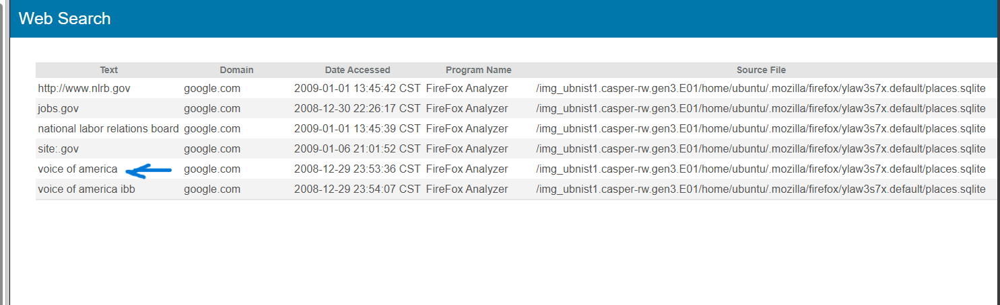 Web Search
Text Domain Date Accessed Program Name Source File
http://www.nlrb.gov google.com 2009-01-01 13:45:42 CST FireFox Analyzer /img_ubnist1.casper-rw.gen3.E01/home/ubuntu/.mozilla/firefox/ylaw3s7x.default/places.sqlite
jobs.gov google.com 2008-12-30 22:26:17 CST FireFox Analyzer /img_ubnist1.casper-rw.gen3.E01/home/ubuntu/.mozilla/firefox/ylaw3s7x.default/places.sqlite
national labor relations board google.com 2009-01-01 13:45:39 CST FireFox Analyzer /img_ubnist1.casper-rw.gen3.E01/home/ubuntu/.mozilla/firefox/ylaw3s7x.default/places.sqlite
site:.gov google.com 2009-01-06 21:01:52 CST FireFox Analyzer /img_ubnist1.casper-rw.gen3.E01/home/ubuntu/.mozilla/firefox/ylaw3s7x.default/places.sqlite
voice of america google.com 2008-12-29 23:53:36 CST FireFox Analyzer /img_ubnist1.casper-rw.gen3.E01/home/ubuntu/.mozilla/firefox/ylaw3s7x.default/places.sqlite
voice of america ibb google.com 2008-12-29 23:54:07 CST FireFox Analyzer /img_ubnist1.casper-rw.gen3.E01/home/ubuntu/.mozilla/firefox/ylaw3s7x.default/places.sqlite